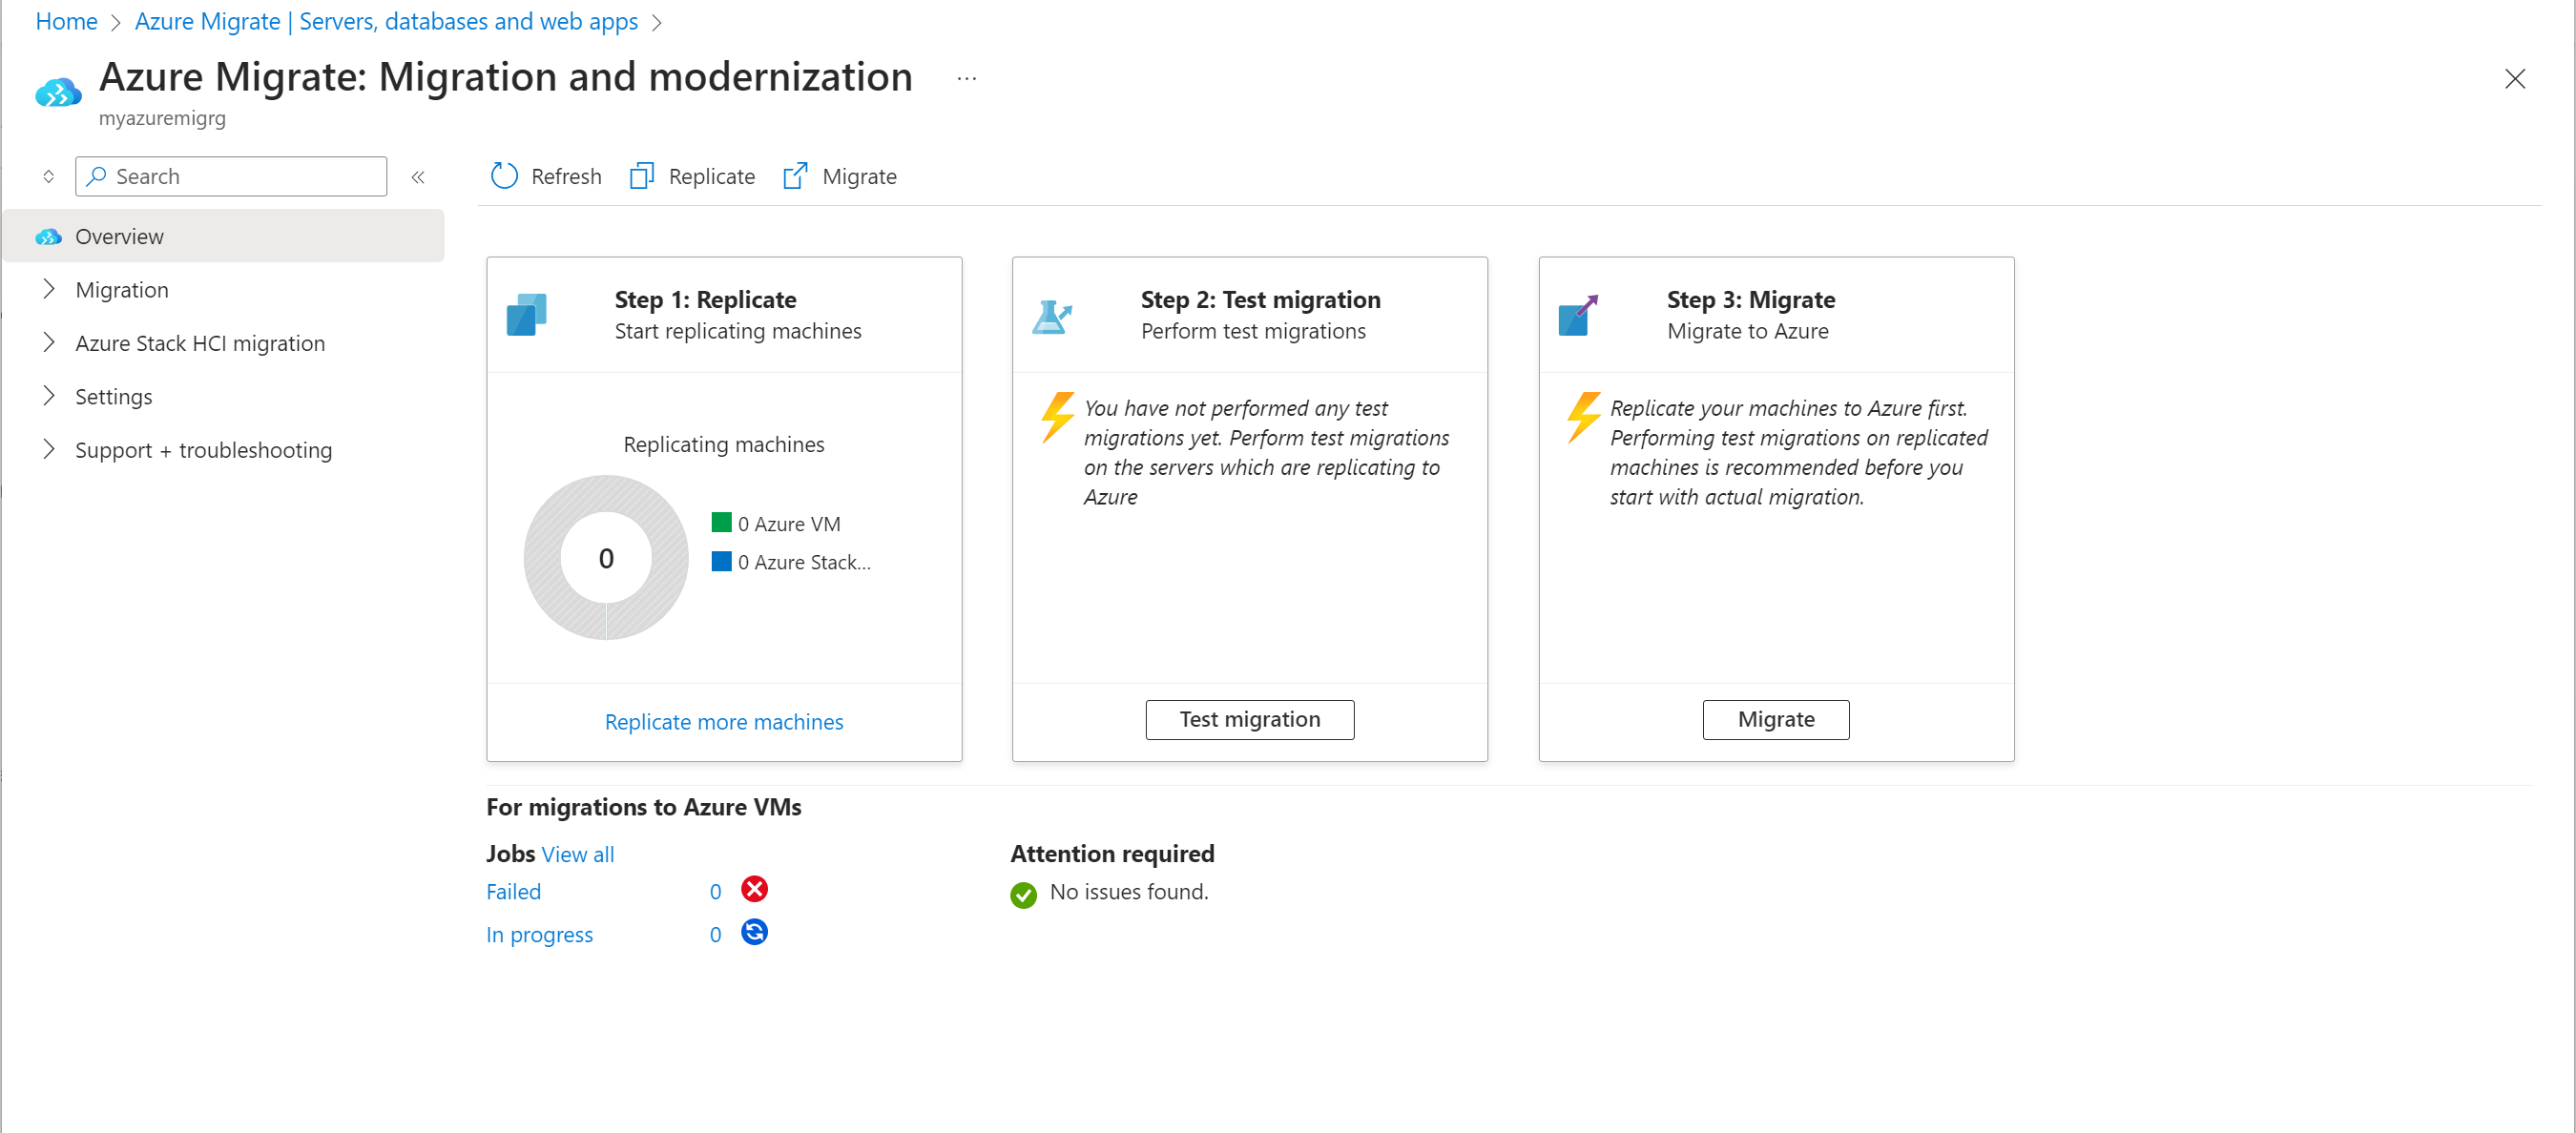 Home > Azure Migrate | Servers, databases and web apps >
Azure Migrate: Migration and modernization ...
myazuremigrg
Search
«
Refresh
Replicate
Migrate
Overview
Migration
Azure Stack HCI migration
Settings
Support + troubleshooting
Step 1: Replicate
Start replicating machines
Replicating machines
0
0 Azure VM
0 Azure Stack...
Replicate more machines
Step 2: Test migration
Perform test migrations
You have not performed any test
migrations yet. Perform test migrations
on the servers which are replicating to
Azure
Test migration
Step 3: Migrate
Migrate to Azure
Replicate your machines to Azure first.
Performing test migrations on replicated
machines is recommended before you
start with actual migration.
Migrate
For migrations to Azure VMs
Jobs View all
Failed 0
In progress 0
Attention required
No issues found.